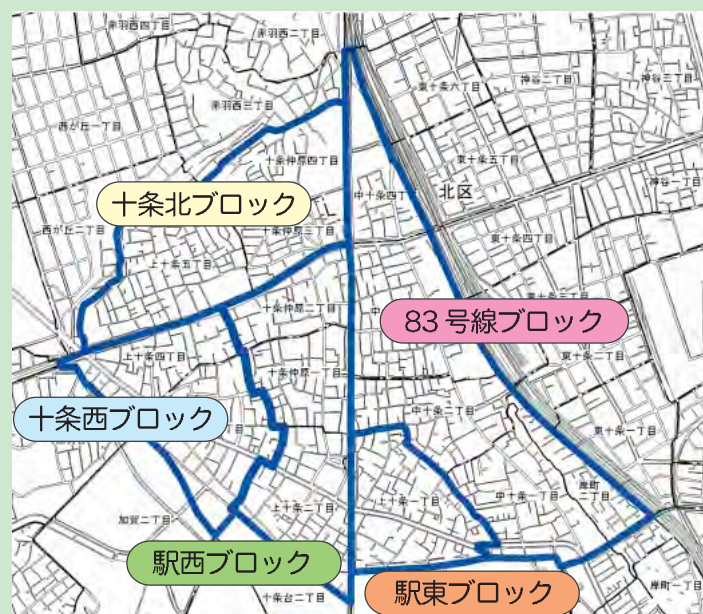 赤羽西四丁目
赤羽西二丁目
東十条六丁目
神谷二丁目
神谷三丁目
赤羽西三丁目
西が丘一丁目
十条仲原四丁目
東十条五丁目
神谷一丁目
中十条四丁
北区
十条北ブロック
西が丘二丁目
十条仲原三丁目
東十条四丁目
上十条五丁目
東十条三丁目
十条仲原二丁目
中
83号線ブロック
上十条四丁目
東十条二丁目
十条仲原一丁目
十条西ブロック
丁目
中十条二丁目
東十条一丁目
上十条二丁目
上十条一丁目
中十条一丁目
岸町
二丁目
加賀二丁目
駅西ブロック
駅東ブロック
十条台二丁目
岸町一丁目